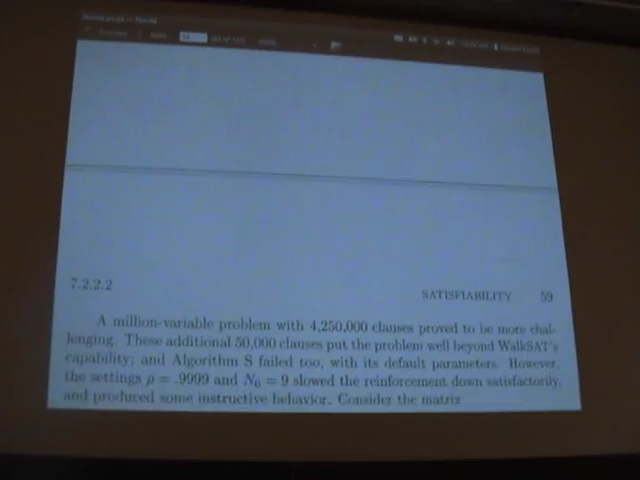 7.2.2.2
SATISFIABILITY 59
A million-variable problem with 4,250,000 clauses proved to be more chal-
lenging. These additional 50,000 clauses put the problem well beyond WalkSAT's
capability; and Algorithm S failed too, with its default parameters. However,
the settings ρ = .9999 and N₀ = 9 slowed the reinforcement down satisfactorily,
and produced some instructive behavior. Consider the matrix